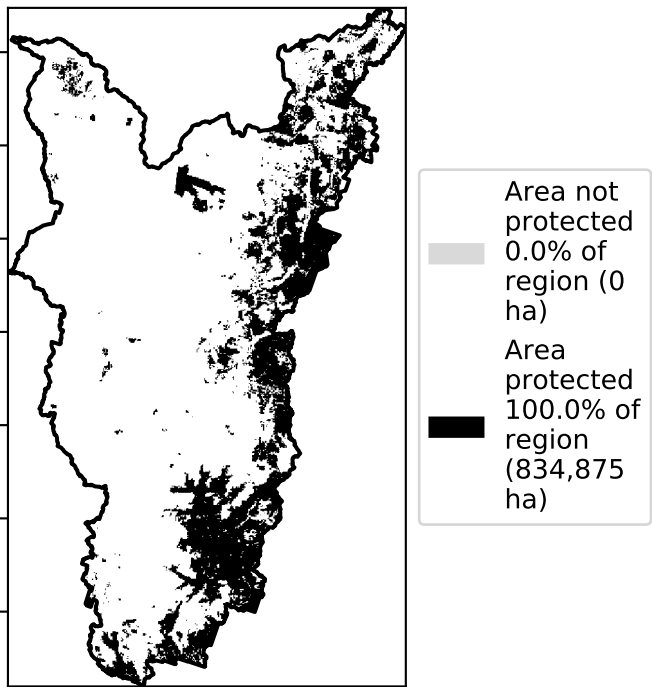 Area not
protected
0.0% of
region (0
ha)
Area
protected
100.0% of
region
(834,875
ha)